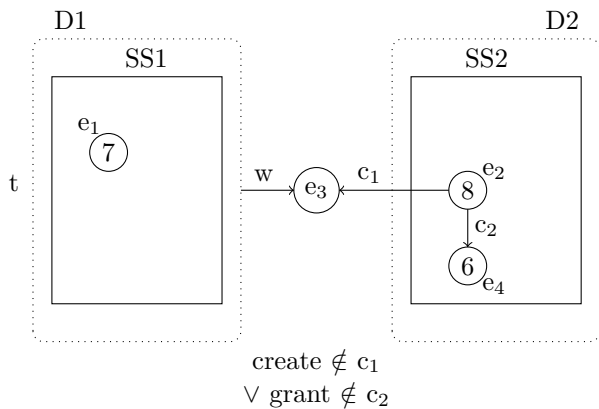 D1
D2
SS1
SS2
e₁
7
t
w
e₃
c₁
8
e₂
c₂
6
e₄
create ∉ c₁
∨ grant ∉ c₂